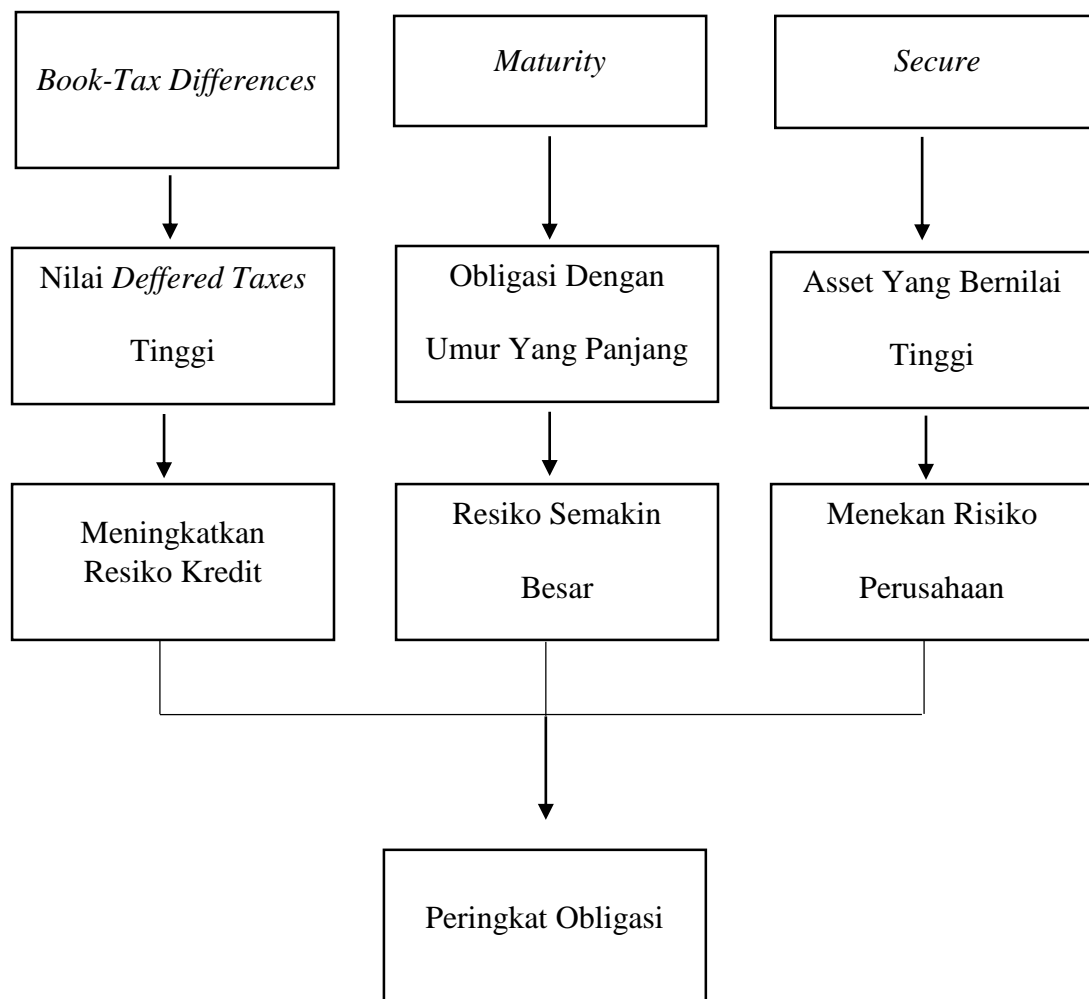 Book-Tax Differences
Maturity
Secure
Nilai Deffered Taxes
Tinggi
Obligasi Dengan
Umur Yang Panjang
Asset Yang Bernilai
Tinggi
Meningkatkan
Resiko Kredit
Resiko Semakin
Besar
Menekan Risiko
Perusahaan
Peringkat Obligasi